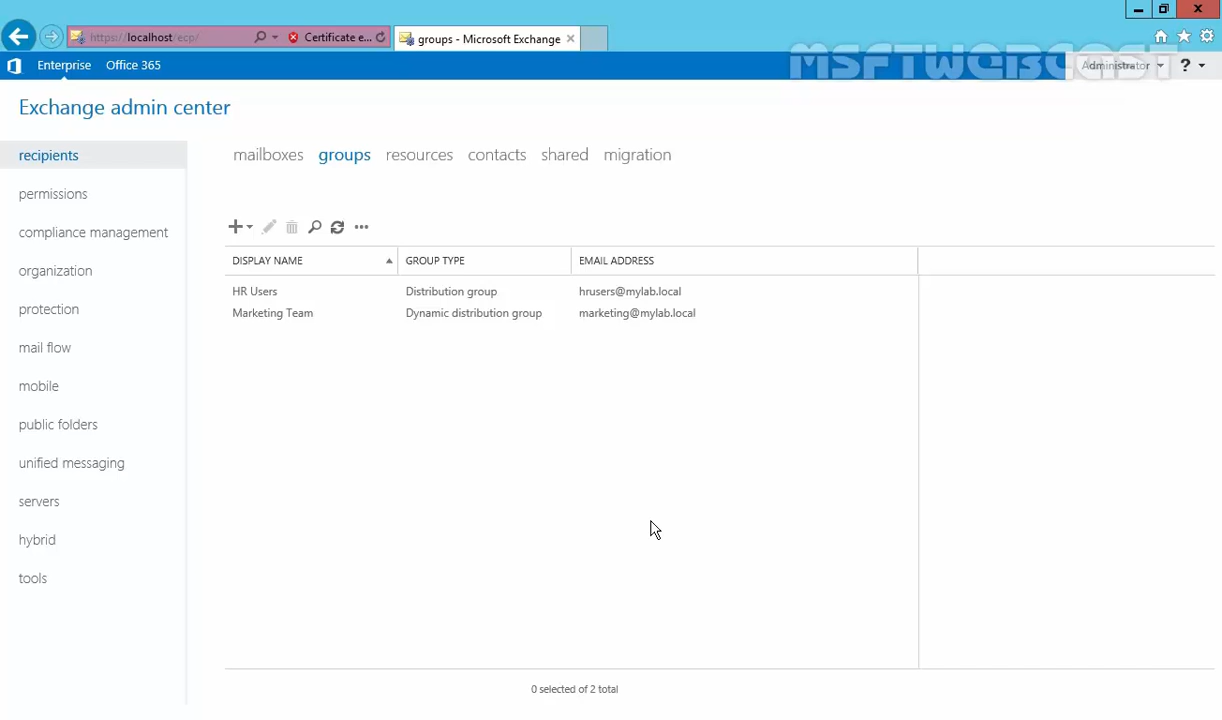 https://localhost/ecp/
Certificate e...
groups - Microsoft Exchange
MSFTWEBCAST
Enterprise
Office 365
Administrator
?
Exchange admin center
recipients
permissions
compliance management
organization
protection
mail flow
mobile
public folders
unified messaging
servers
hybrid
tools
mailboxes groups resources contacts shared migration
DISPLAY NAME GROUP TYPE EMAIL ADDRESS
HR Users Distribution group hrusers@mylab.local
Marketing Team Dynamic distribution group marketing@mylab.local
0 selected of 2 total